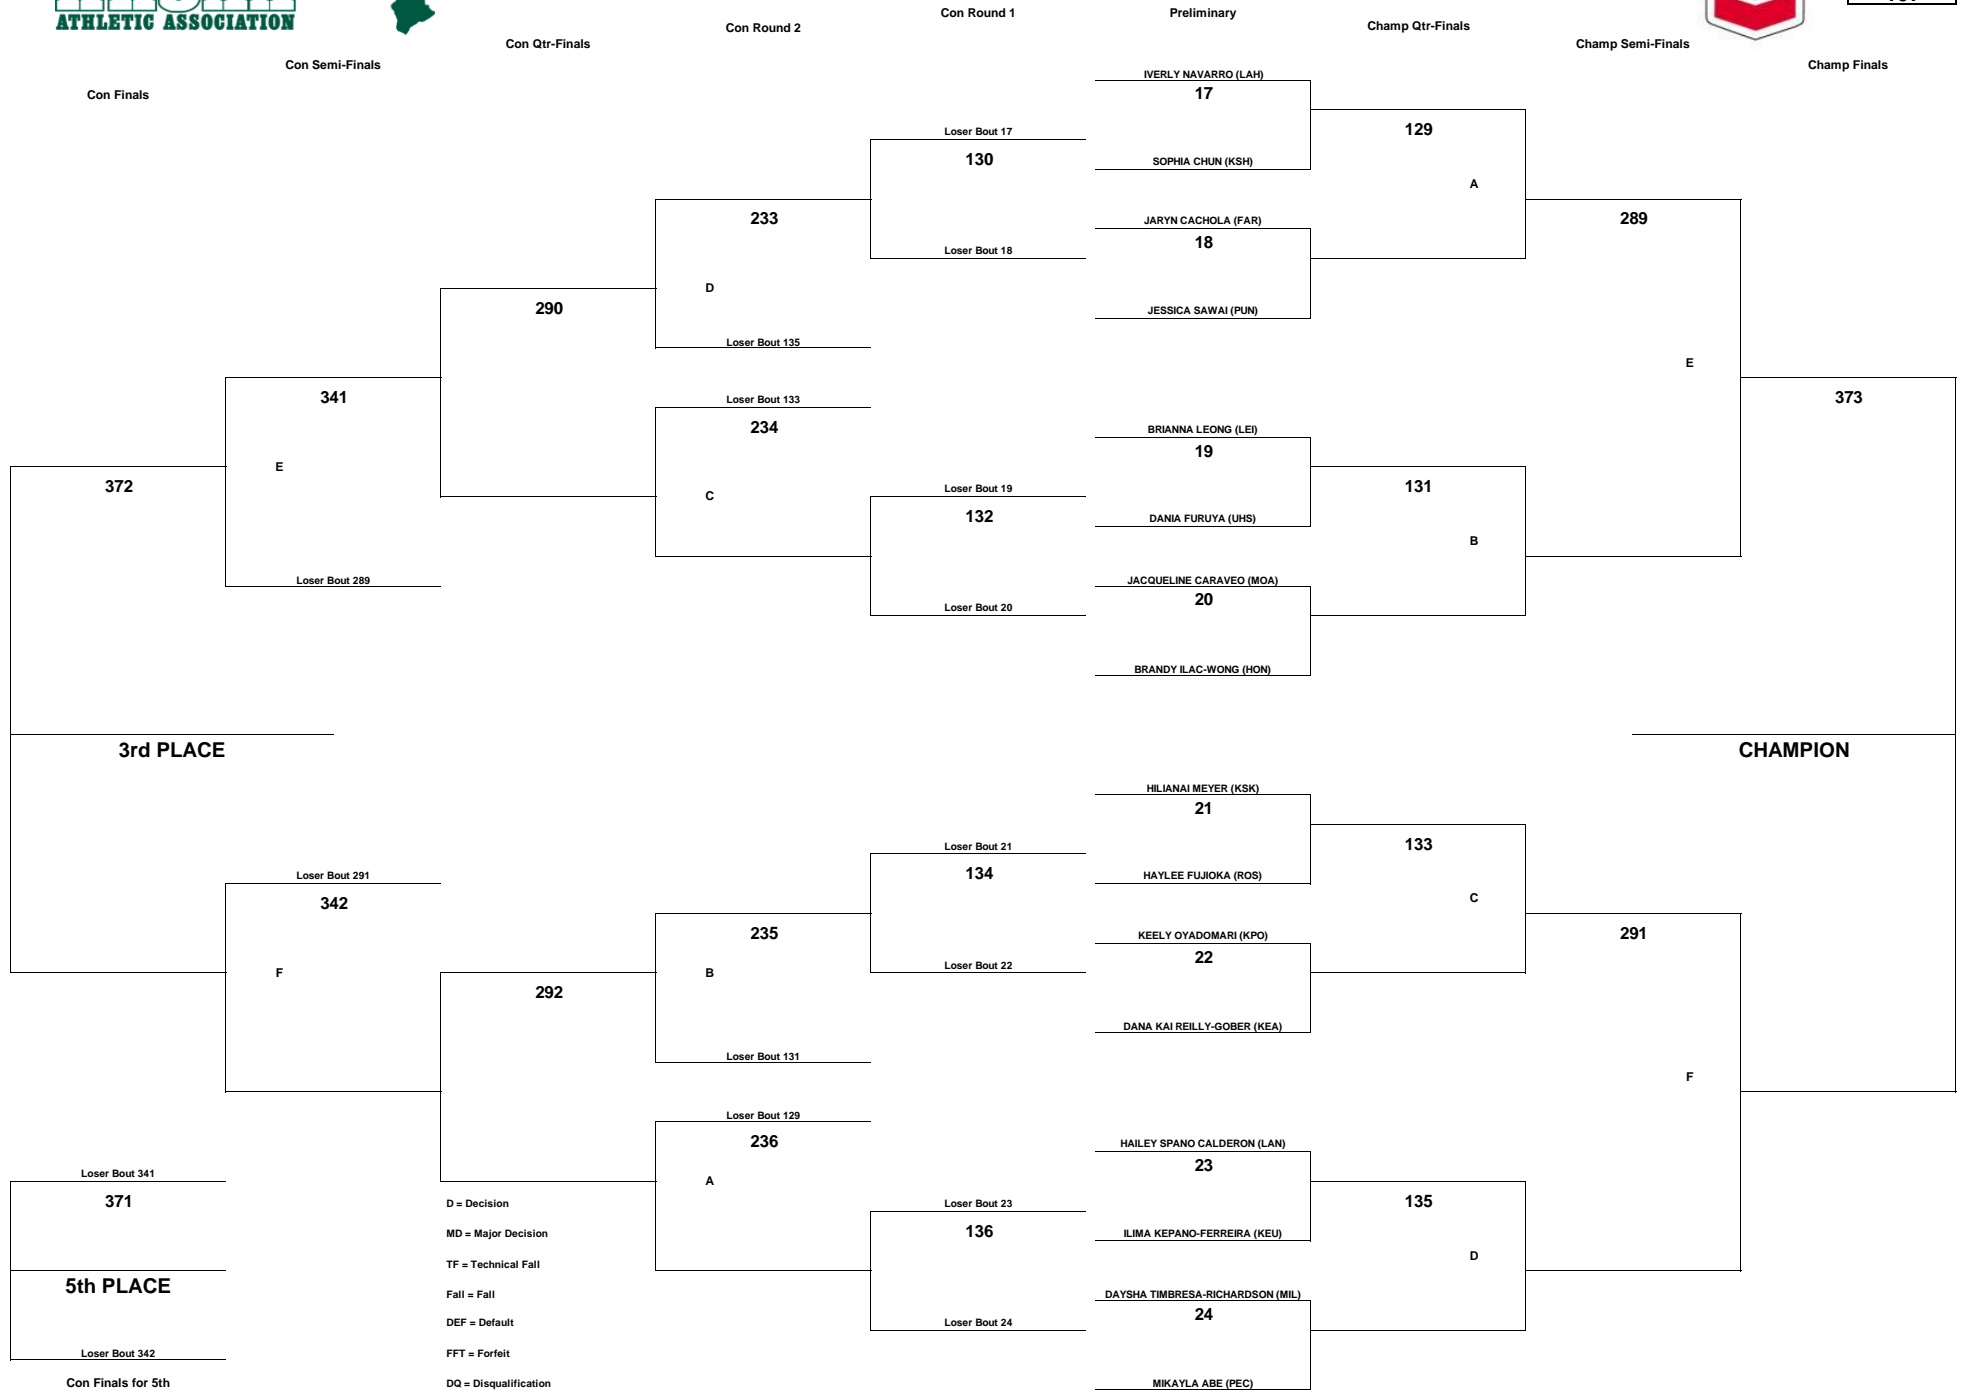 ATHLETIC ASSOCIATION
Con Round 1
Preliminary
Con Round 2
Champ Qtr-Finals
Con Qtr-Finals
Champ Semi-Finals
Con Semi-Finals
Champ Finals
Con Finals
IVERLY NAVARRO (LAH)
17
Loser Bout 17
129
130
SOPHIA CHUN (KSH)
A
233
JARYN CACHOLA (FAR)
289
18
Loser Bout 18
D
290
JESSICA SAWAI (PUN)
Loser Bout 135
E
341
Loser Bout 133
373
234
BRIANNA LEONG (LEI)
19
E
372
Loser Bout 19
131
C
132
DANIA FURUYA (UHS)
B
Loser Bout 289
JACQUELINE CARAVEO (MOA)
20
Loser Bout 20
BRANDY ILAC-WONG (HON)
3rd PLACE
CHAMPION
HILIANAI MEYER (KSK)
21
Loser Bout 21
133
Loser Bout 291
134
HAYLEE FUJIOKA (ROS)
342
C
235
KEELY OYADOMARI (KPO)
291
22
Loser Bout 22
F
B
292
DANA KAI REILLY-GOBER (KEA)
Loser Bout 131
F
Loser Bout 129
236
HAILEY SPANO CALDERON (LAN)
23
Loser Bout 341
A
371
D = Decision
Loser Bout 23
135
MD = Major Decision
136
ILIMA KEPANO-FERREIRA (KEU)
D
TF = Technical Fall
5th PLACE
Fall = Fall
DAYSHA TIMBRESA-RICHARDSON (MIL)
24
DEF = Default
Loser Bout 24
Loser Bout 342
FFT = Forfeit
Con Finals for 5th
DQ = Disqualification
MIKAYLA ABE (PEC)